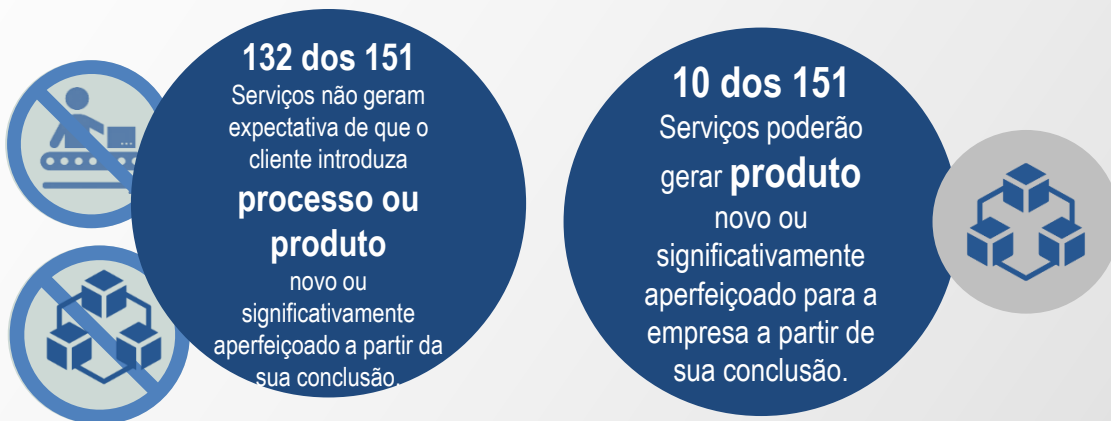 132 dos 151
Serviços não geram
expectativa de que o
cliente introduza
processo ou
produto
novo ou
significativamente
aperfeiçoado a partir da
sua conclusão.
10 dos 151
Serviços poderão
gerar produto
novo ou
significativamente
aperfeiçoado para a
empresa a partir de
sua conclusão.